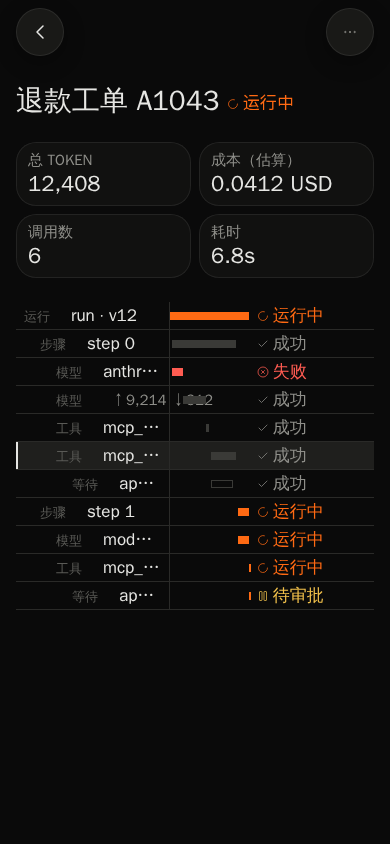 退款工单 A1043 运行中
总 TOKEN
12,408
成本（估算）
0.0412 USD
调用数
6
耗时
6.8s
运行 run · v12 运行中
步骤 step 0 成功
模型 anthr··· 失败
模型 ↑9,214 ↓ 成功
工具 mcp_··· 成功
工具 mcp_··· 成功
等待 ap··· 成功
步骤 step 1 运行中
模型 mod··· 运行中
工具 mcp_··· 运行中
等待 ap··· 待审批